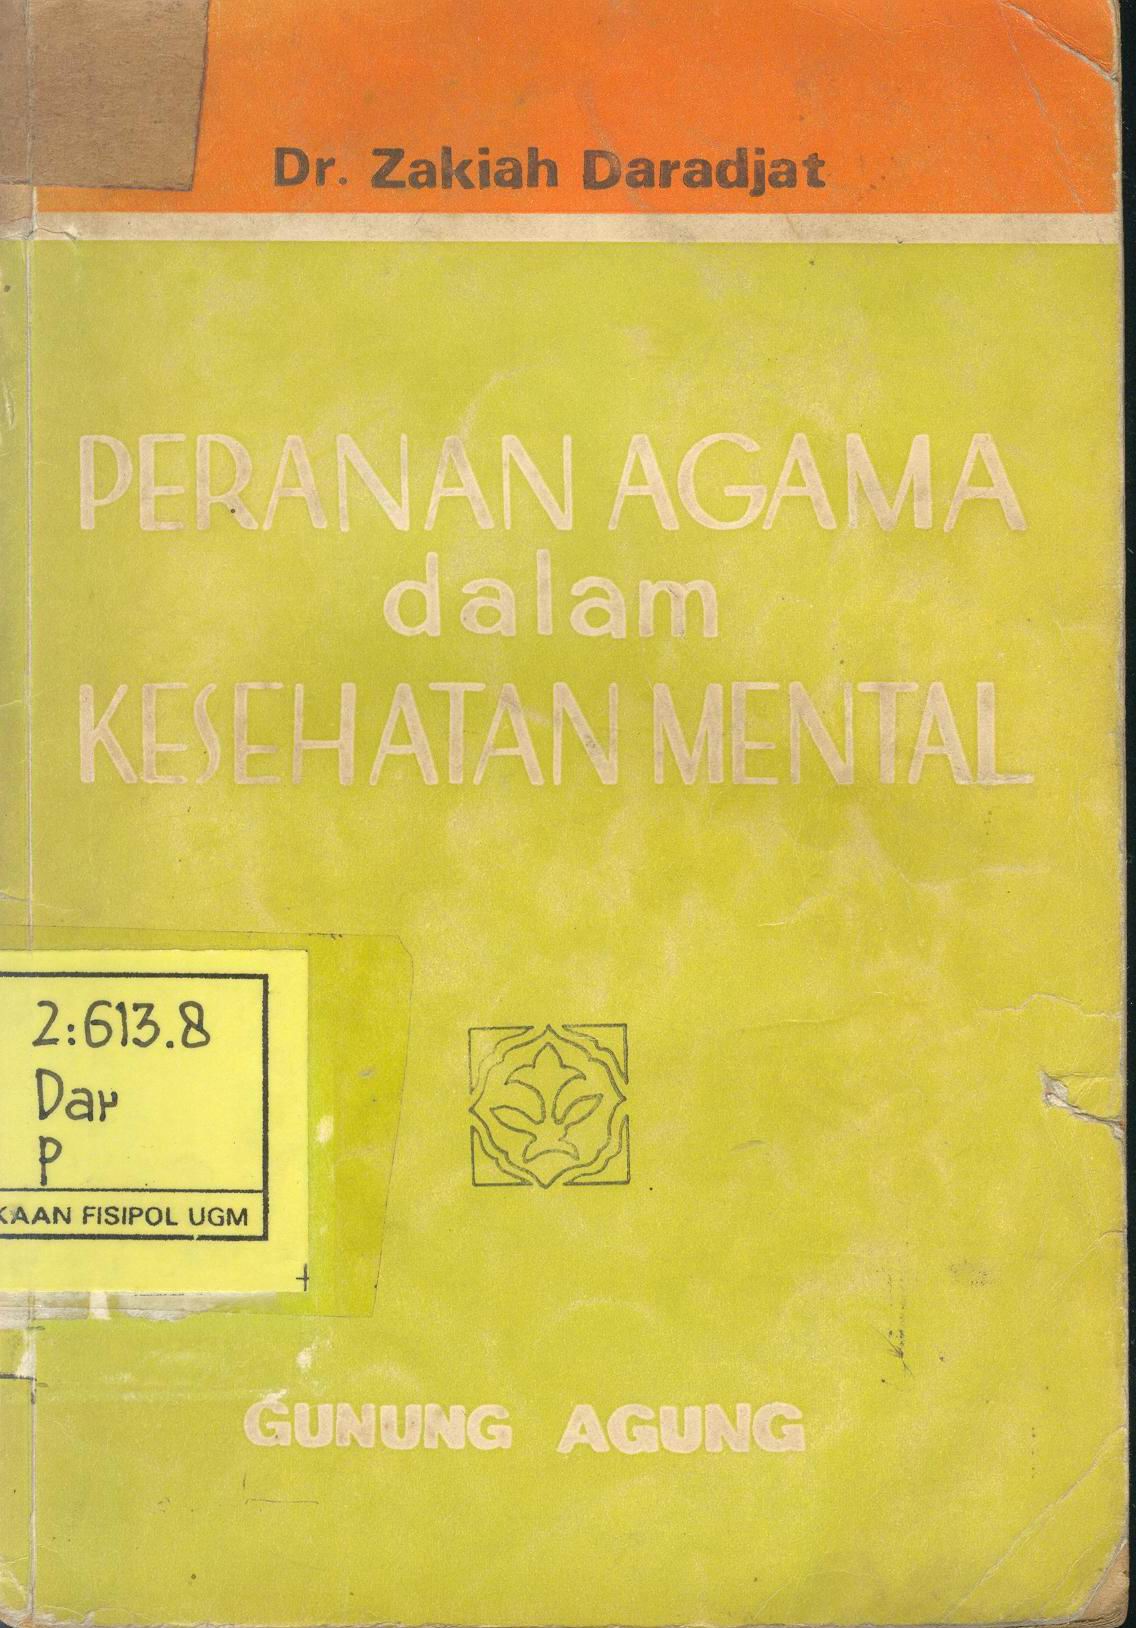 Dr. Zakiah Daradjat
PERANAN AGAMA
dalam
KESEHATAN MENTAL
2:613.8
Dar
P
KAAN FISIPOL UGM
GUNUNG AGUNG